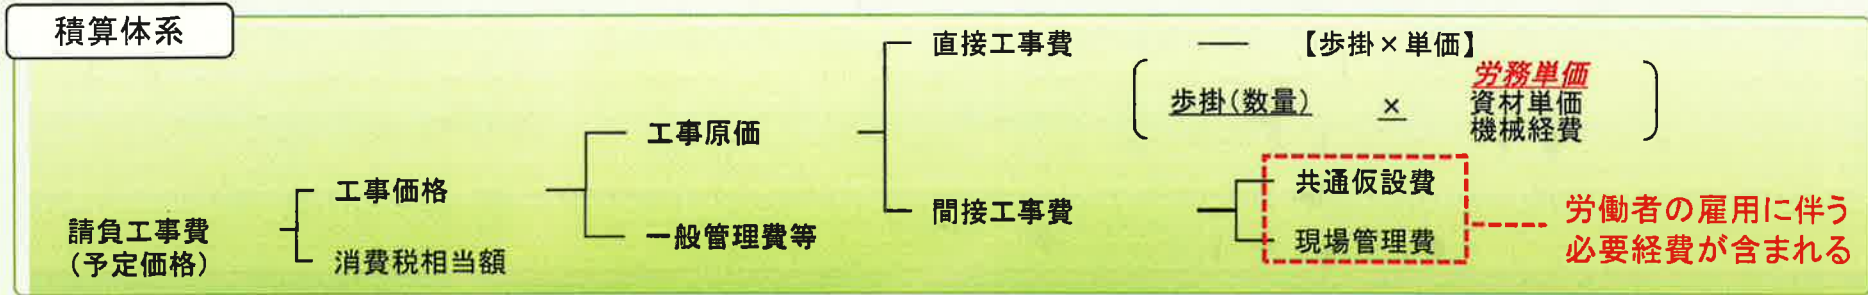 積算体系
請負工事費
(予定価格)
工事価格
消費税相当額
工事原価
一般管理費等
直接工事費
【歩掛×単価】
歩掛(数量) × 労務単価
資材単価
機械経費
間接工事費
共通仮設費
現場管理費
労働者の雇用に伴う
必要経費が含まれる